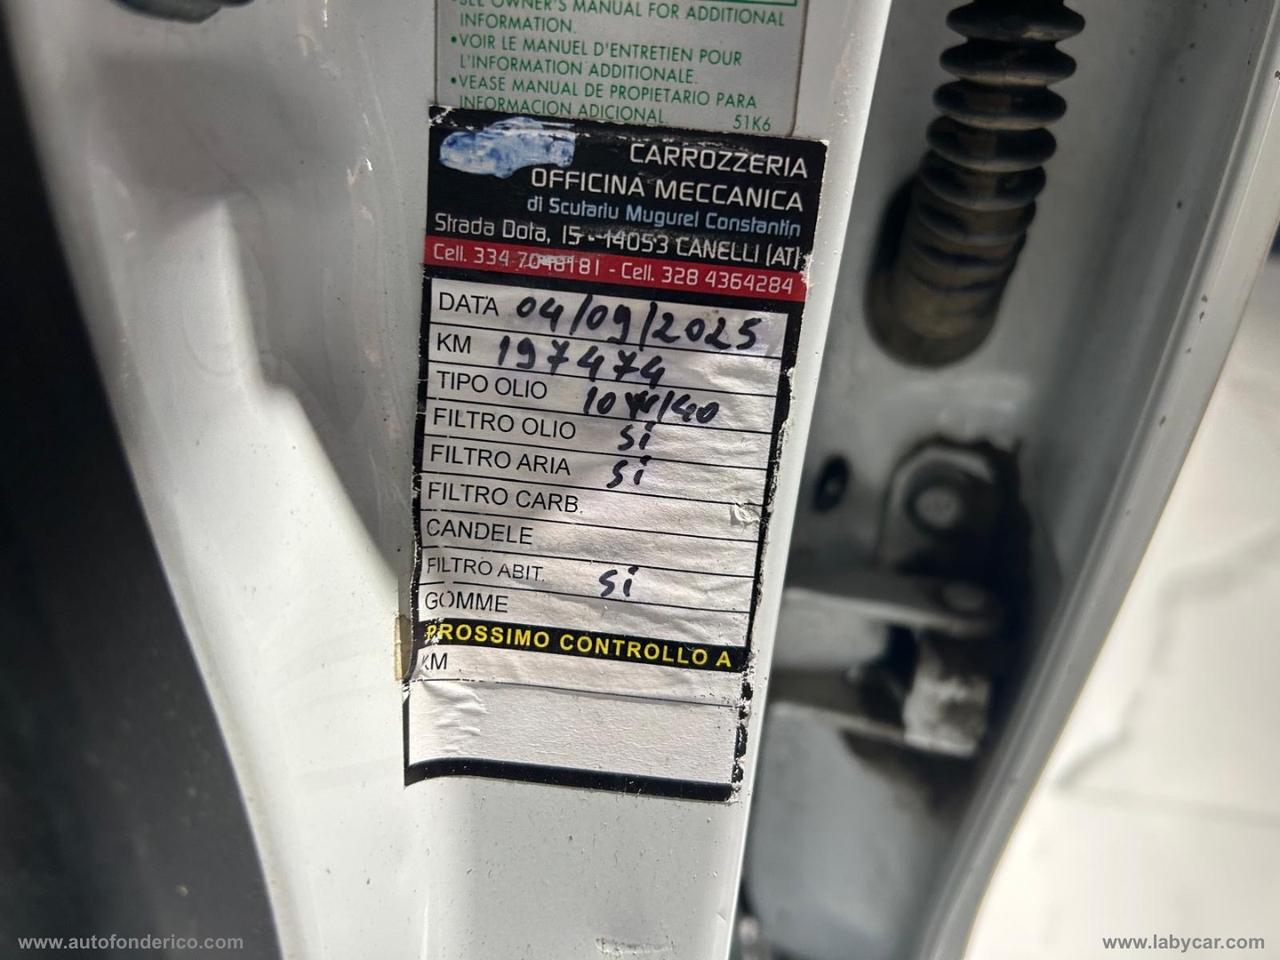 •SEE OWNER'S MANUAL FOR ADDITIONAL
INFORMATION.
•VOIR LE MANUEL D'ENTRETIEN POUR
L'INFORMATION ADDITIONALE.
•VEASE MANUAL DE PROPIETARIO PARA
INFORMACION ADICIONAL. 51K6
CARROZZERIA
OFFICINA MECCANICA
di Scutariu Mugurel Constantin
Strada Dota, 15 - 14053 CANELLI (AT)
Cell. 334 7048181 - Cell. 328 4364284
DATA 04/09/2025
KM 197474
TIPO OLIO 10W/40
FILTRO OLIO si
FILTRO ARIA si
FILTRO CARB.
CANDELE
FILTRO ABIT. si
GOMME
PROSSIMO CONTROLLO A
KM
www.autofonderico.com
www.labycar.com